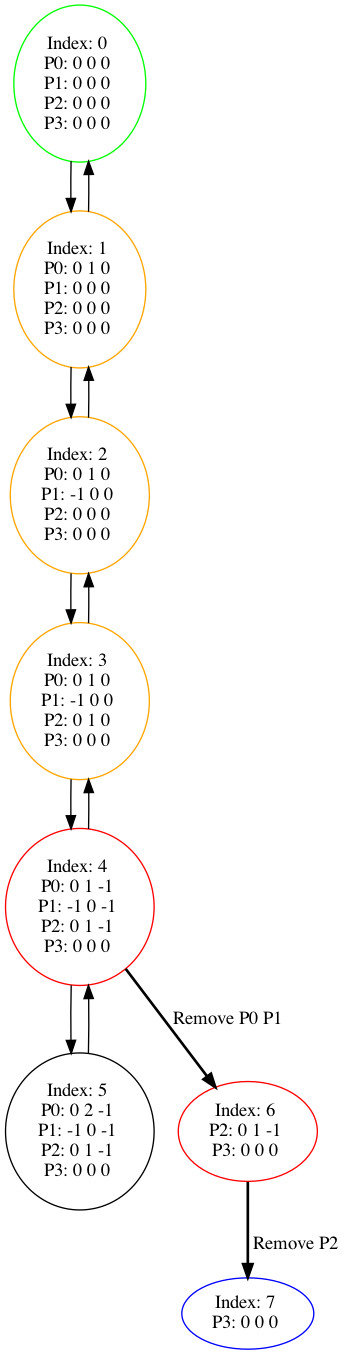 Index: 0
P0: 0 0 0
P1: 0 0 0
P2: 0 0 0
P3: 0 0 0
Index: 1
P0: 0 1 0
P1: 0 0 0
P2: 0 0 0
P3: 0 0 0
Index: 2
P0: 0 1 0
P1: -1 0 0
P2: 0 0 0
P3: 0 0 0
Index: 3
P0: 0 1 0
P1: -1 0 0
P2: 0 1 0
P3: 0 0 0
Index: 4
P0: 0 1 -1
P1: -1 0 -1
P2: 0 1 -1
P3: 0 0 0
Remove P0 P1
Index: 5
P0: 0 2 -1
P1: -1 0 -1
P2: 0 1 -1
P3: 0 0 0
Index: 6
P2: 0 1 -1
P3: 0 0 0
Remove P2
Index: 7
P3: 0 0 0